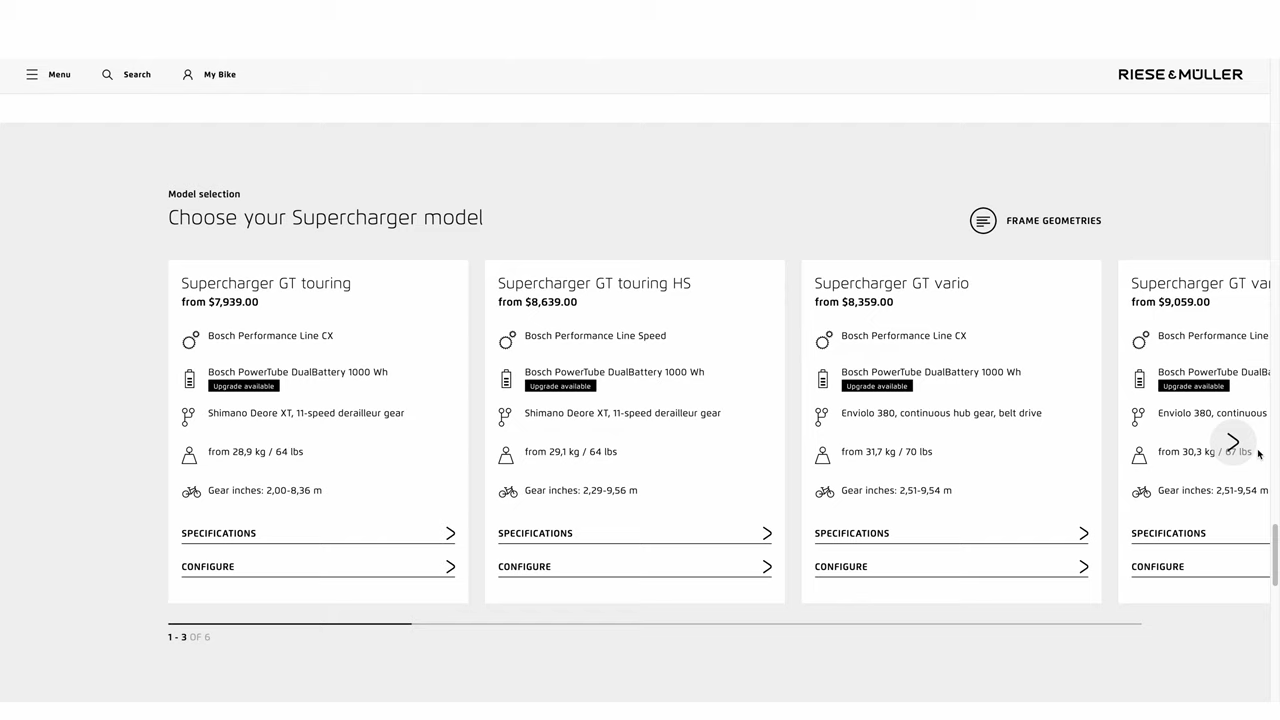 Menu
Search
My Bike
RIESE & MÜLLER
Model selection
Choose your Supercharger model
FRAME GEOMETRIES
Supercharger GT touring
from $7,939.00
Bosch Performance Line CX
Bosch PowerTube DualBattery 1000 Wh
Upgrade available
Shimano Deore XT, 11-speed derailleur gear
from 28,9 kg / 64 lbs
Gear inches: 2,00-8,36 m
SPECIFICATIONS
CONFIGURE
Supercharger GT touring HS
from $8,639.00
Bosch Performance Line Speed
Bosch PowerTube DualBattery 1000 Wh
Upgrade available
Shimano Deore XT, 11-speed derailleur gear
from 29,1 kg / 64 lbs
Gear inches: 2,29-9,56 m
SPECIFICATIONS
CONFIGURE
Supercharger GT vario
from $8,359.00
Bosch Performance Line CX
Bosch PowerTube DualBattery 1000 Wh
Upgrade available
Enviolo 380, continuous hub gear, belt drive
from 31,7 kg / 70 lbs
Gear inches: 2,51-9,54 m
SPECIFICATIONS
CONFIGURE
Supercharger GT va
from $9,059.00
Bosch Performance Line
Bosch PowerTube DualBa
Upgrade available
Enviolo 380, continuous
from 30,3 kg / 67 lbs
Gear inches: 2,51-9,54 m
SPECIFICATIONS
CONFIGURE
1 - 3 OF 6